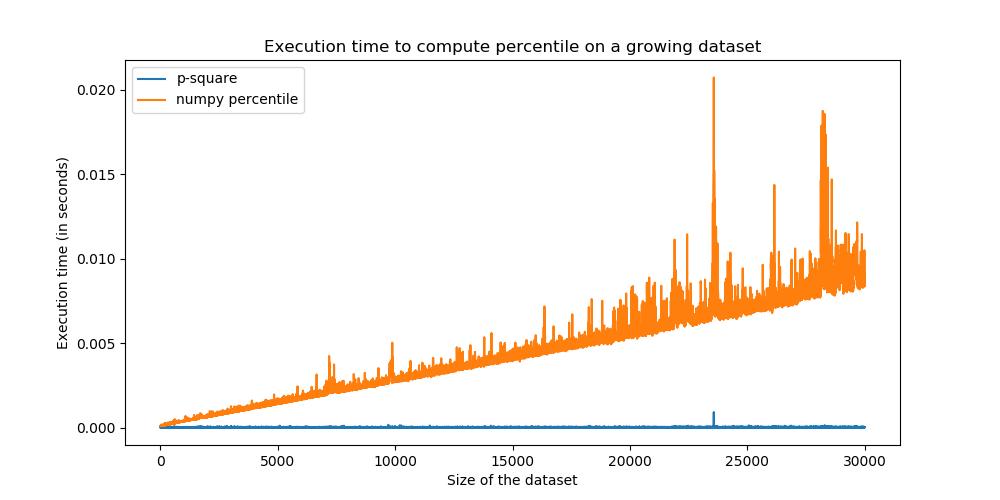 Execution time to compute percentile on a growing dataset
p-square
numpy percentile
Execution time (in seconds)
0.020
0.015
0.010
0.005
0.000
0 5000 10000 15000 20000 25000 30000
Size of the dataset